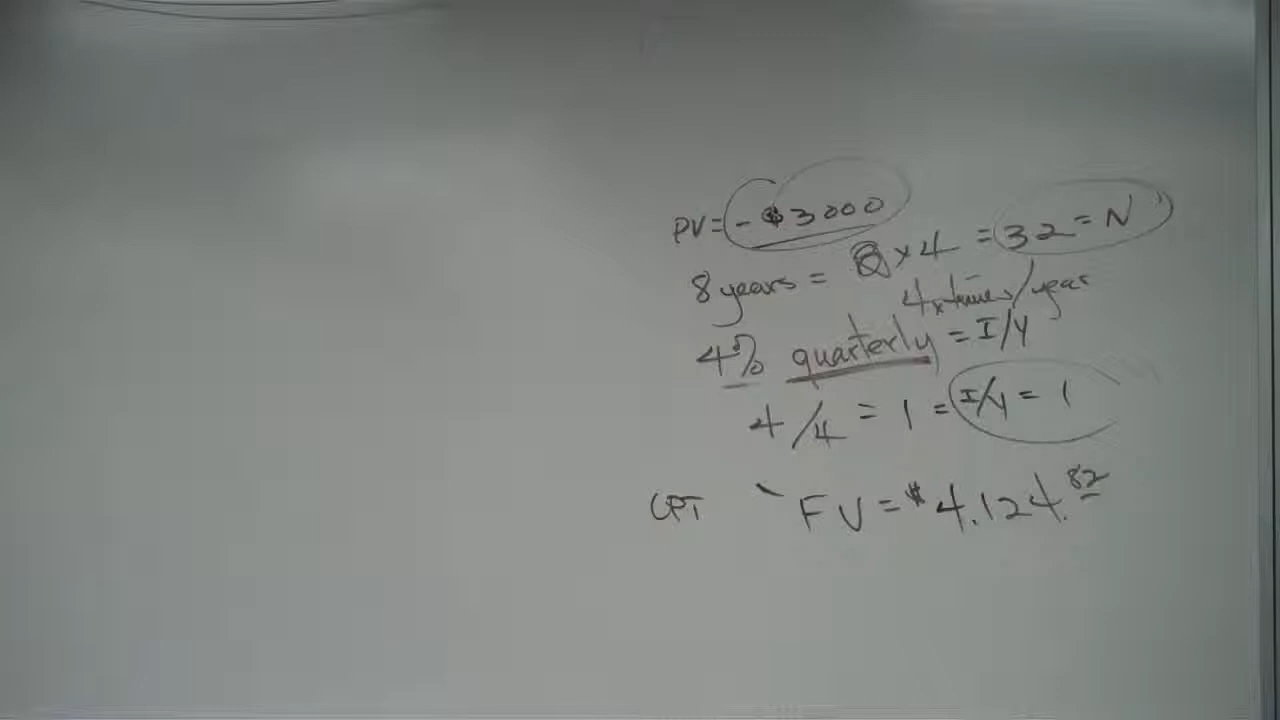 PV = -$3000
8 years = 8 x 4 = 32 = N
4 x times/year
4% quarterly = I/Y
4/4 = 1 = I/Y = 1
CPT FV = $4,124.82